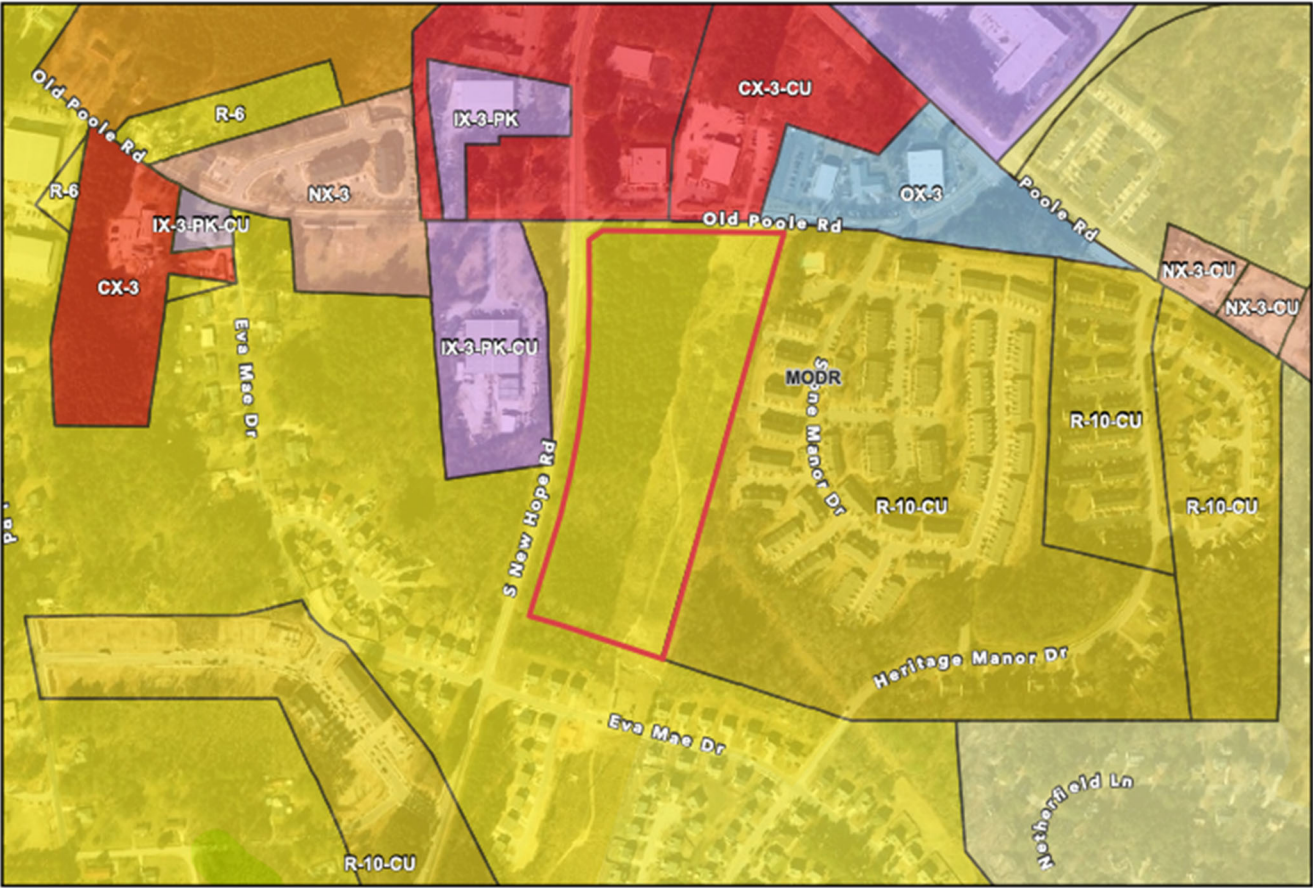 Old Poole Rd
R-6
IX-3-PK
CX-3-CU
R-6
NX-3
OX-3
Poole Rd
IX-3-PK-CU
Old Poole Rd
CX-3
NX-3-CU
NX-3-CU
Eva Mae Dr
IX-3-PK-CU
MODR
Stone Manor Dr
R-10-CU
R-10-CU
R-10-CU
S New Hope Rd
Heritage Manor Dr
Eva Mae Dr
Netherfield Ln
R-10-CU